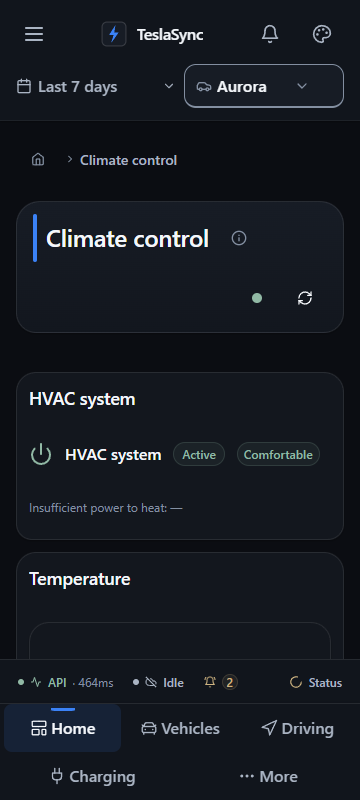 TeslaSync
Last 7 days
Aurora
Climate control
Climate control
HVAC system
HVAC system
Active
Comfortable
Insufficient power to heat: —
Temperature
API · 464ms
Idle
2
Status
Home
Vehicles
Driving
Charging
More